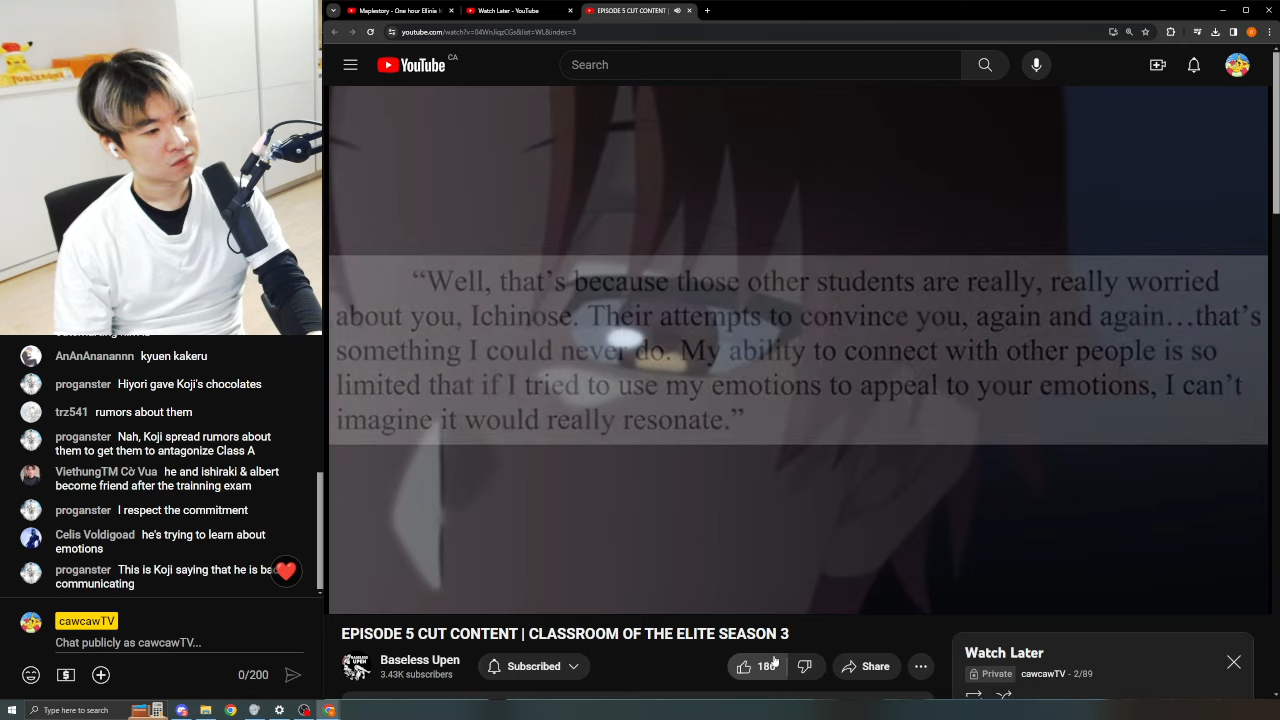 Maplestory - One hour Ellinia
Watch Later - YouTube
EPISODE 5 CUT CONTENT |
youtube.com/watch?v=04WnJiqzCGs&list=WL&index=3
YouTube CA
Search
“Well, that’s because those other students are really, really worried
about you, Ichinose. Their attempts to convince you, again and again…that’s
something I could never do. My ability to connect with other people is so
limited that if I tried to use my emotions to appeal to your emotions, I can’t
imagine it would really resonate.”
AnAnAnanann kyuen kakeru
proganster Hiyori gave Koji's chocolates
trz541 rumors about them
proganster Nah, Koji spread rumors about
them to get them to antagonize Class A
ViethungTM Cờ Vua he and ishiraki & albert
become friend after the trainning exam
proganster I respect the commitment
Celis Voldigoad he's trying to learn about
emotions
proganster This is Koji saying that he is
communicating
cawcawTV
Chat publicly as cawcawTV...
0/200
EPISODE 5 CUT CONTENT | CLASSROOM OF THE ELITE SEASON 3
Baseless Upen
3.43K subscribers
Subscribed
Share
Watch Later
Private cawcawTV - 2/89
Type here to search